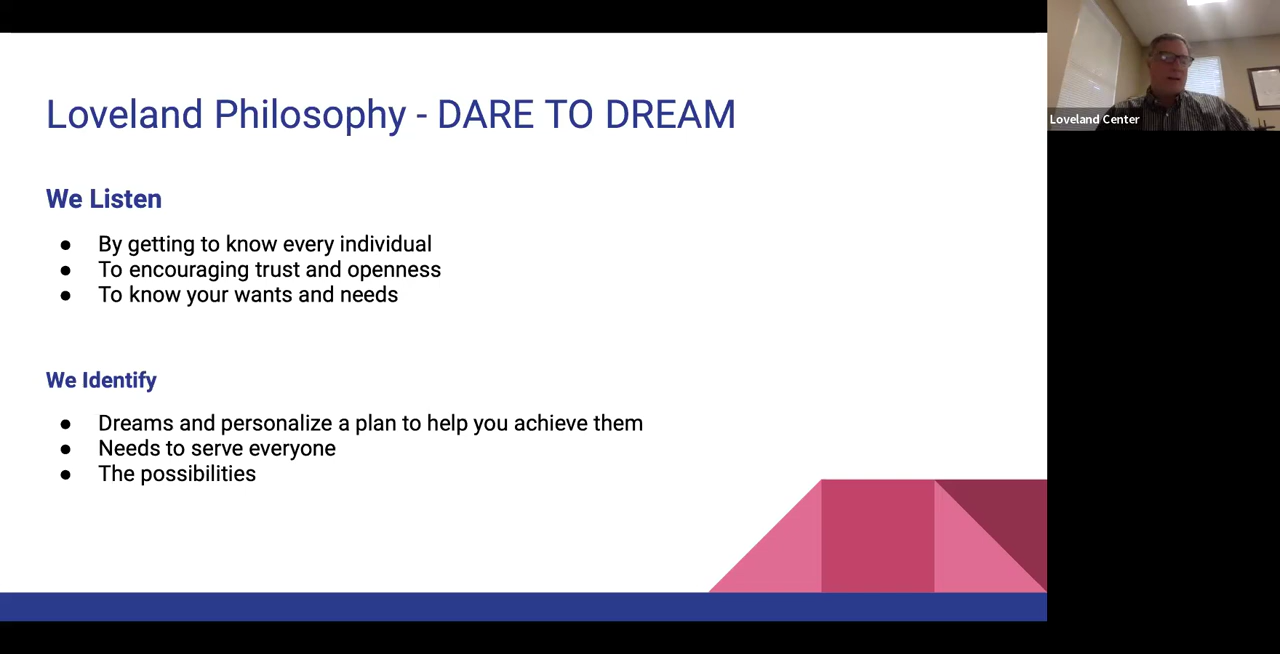 Loveland Philosophy - DARE TO DREAM
We Listen
● By getting to know every individual
● To encouraging trust and openness
● To know your wants and needs
We Identify
● Dreams and personalize a plan to help you achieve them
● Needs to serve everyone
● The possibilities
Loveland Center